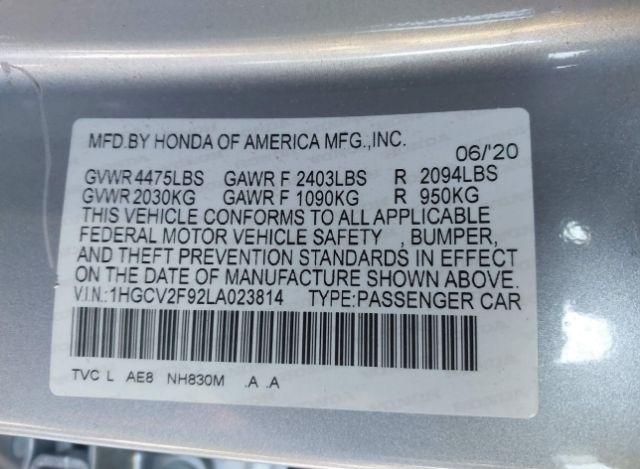 MFD.BY HONDA OF AMERICA MFG.,INC.
06/'20
GVWR 4475LBS GAWR F 2403LBS R 2094LBS
GVWR 2030KG GAWR F 1090KG R 950KG
THIS VEHICLE CONFORMS TO ALL APPLICABLE
FEDERAL MOTOR VEHICLE SAFETY , BUMPER,
AND THEFT PREVENTION STANDARDS IN EFFECT
ON THE DATE OF MANUFACTURE SHOWN ABOVE.
V.I.N.:1HGCV2F92LA023814 TYPE:PASSENGER CAR
TVC L AE8 NH830M .A .A